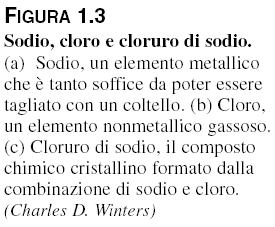 FIGURA 1.3
Sodio, cloro e cloruro di sodio.
(a) Sodio, un elemento metallico
che è tanto soffice da poter essere
tagliato con un coltello. (b) Cloro,
un elemento nonmetallico gassoso.
(c) Cloruro di sodio, il composto
chimico cristallino formato dalla
combinazione di sodio e cloro.
(Charles D. Winters)